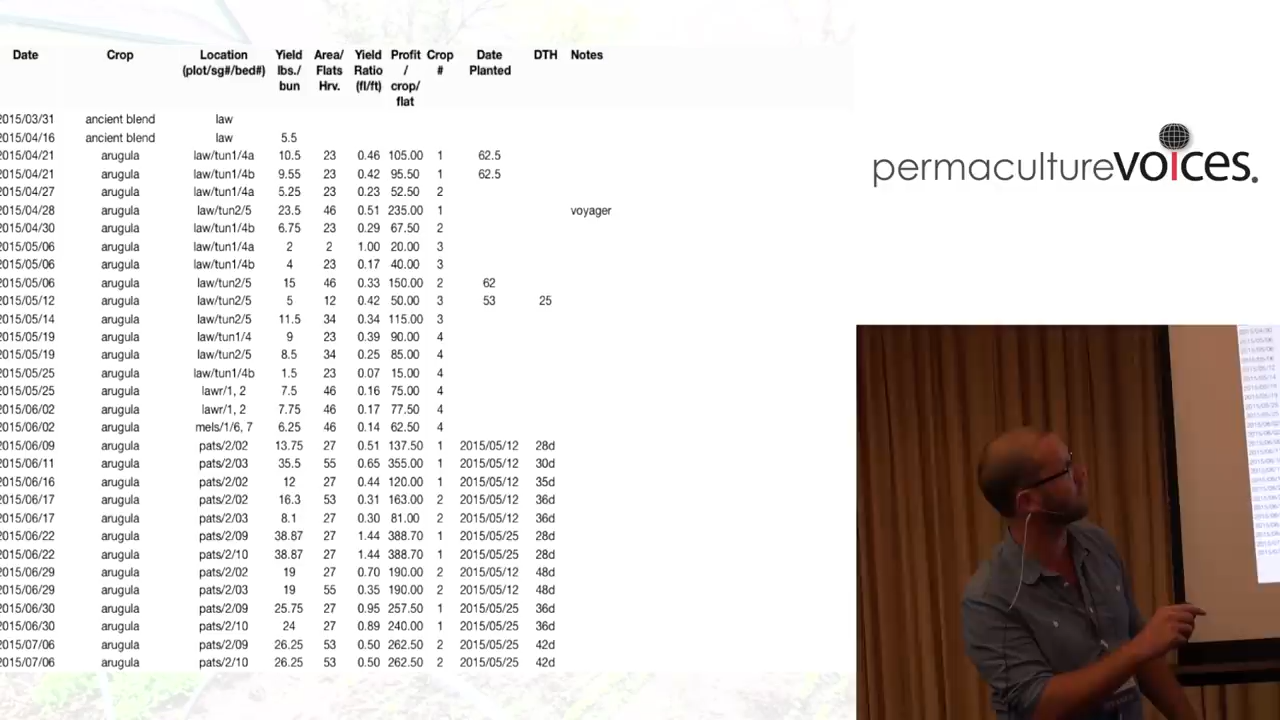 Date Crop Location (plot/sg#/bed#) Yield lbs./ bun Area/ Flats Hrv. Yield Ratio (fl/ft) Profit / crop/ flat Crop # Date Planted DTH Notes
2015/03/31 ancient blend law
2015/04/16 ancient blend law 5.5
2015/04/21 arugula law/tun1/4a 10.5 23 0.46 105.00 1 62.5
2015/04/21 arugula law/tun1/4b 9.55 23 0.42 95.50 1 62.5
2015/04/27 arugula law/tun1/4a 5.25 23 0.23 52.50 2
2015/04/28 arugula law/tun2/5 23.5 46 0.51 235.00 1 voyager
2015/04/30 arugula law/tun1/4b 6.75 23 0.29 67.50 2
2015/05/06 arugula law/tun1/4a 2 2 1.00 20.00 3
2015/05/06 arugula law/tun1/4b 4 23 0.17 40.00 3
2015/05/06 arugula law/tun2/5 15 46 0.33 150.00 2 62
2015/05/12 arugula law/tun2/5 5 12 0.42 50.00 3 53 25
2015/05/14 arugula law/tun2/5 11.5 34 0.34 115.00 3
2015/05/19 arugula law/tun1/4 9 23 0.39 90.00 4
2015/05/19 arugula law/tun2/5 8.5 34 0.25 85.00 4
2015/05/25 arugula law/tun1/4b 1.5 23 0.07 15.00 4
2015/05/25 arugula lawr/1, 2 7.5 46 0.16 75.00 4
2015/06/02 arugula lawr/1, 2 7.75 46 0.17 77.50 4
2015/06/02 arugula mels/1/6, 7 6.25 46 0.14 62.50 4
2015/06/09 arugula pats/2/02 13.75 27 0.51 137.50 1 2015/05/12 28d
2015/06/11 arugula pats/2/03 35.5 55 0.65 355.00 1 2015/05/12 30d
2015/06/16 arugula pats/2/02 12 27 0.44 120.00 1 2015/05/12 35d
2015/06/17 arugula pats/2/02 16.3 53 0.31 163.00 2 2015/05/12 36d
2015/06/17 arugula pats/2/03 8.1 27 0.30 81.00 2 2015/05/12 36d
2015/06/22 arugula pats/2/09 38.87 27 1.44 388.70 1 2015/05/25 28d
2015/06/22 arugula pats/2/10 38.87 27 1.44 388.70 1 2015/05/25 28d
2015/06/29 arugula pats/2/02 19 27 0.70 190.00 2 2015/05/12 48d
2015/06/29 arugula pats/2/03 19 55 0.35 190.00 2 2015/05/12 48d
2015/06/30 arugula pats/2/09 25.75 27 0.95 257.50 1 2015/05/25 36d
2015/06/30 arugula pats/2/10 24 27 0.89 240.00 1 2015/05/25 36d
2015/07/06 arugula pats/2/09 26.25 53 0.50 262.50 2 2015/05/25 42d
2015/07/06 arugula pats/2/10 26.25 53 0.50 262.50 2 2015/05/25 42d
permaculturevoices.